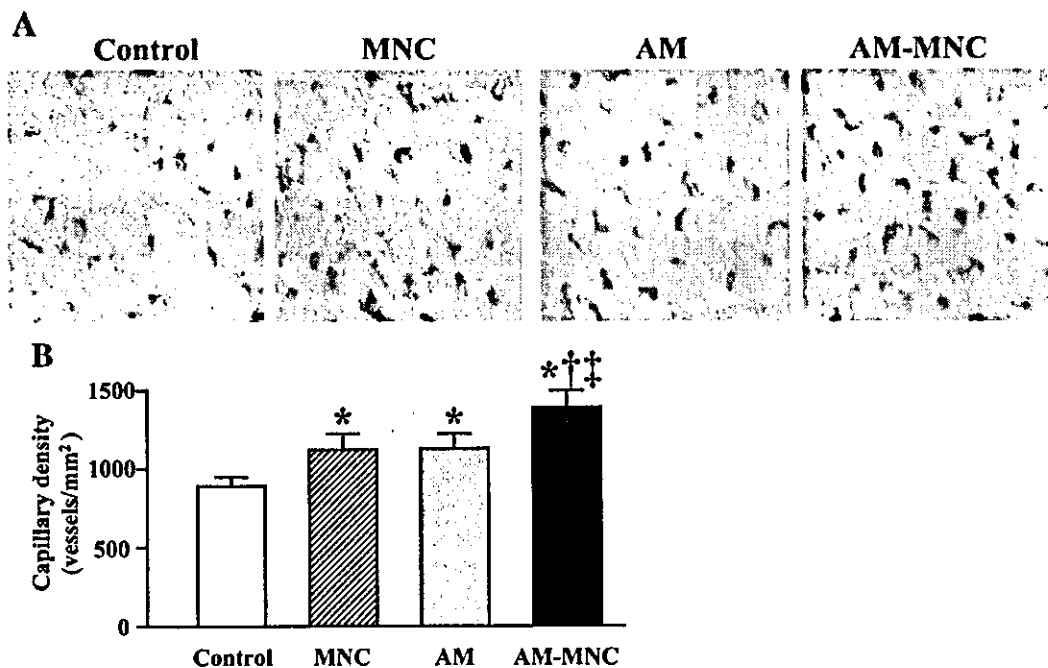 A
Control MNC AM AM-MNC
B
Capillary density
(vessels/mm²)
1500
1000
500
0
* * *†‡
Control MNC AM AM-MNC